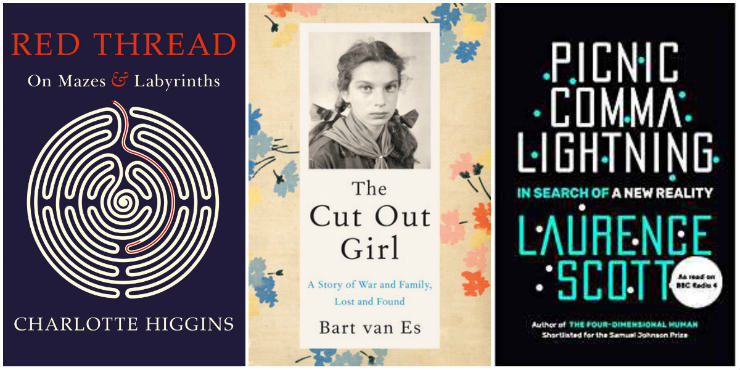 RED THREAD
On Mazes & Labyrinths
CHARLOTTE HIGGINS
The
Cut Out
Girl
A Story of War and Family,
Lost and Found
Bart van Es
PICNIC
COMMA
LIGHTNING
IN SEARCH OF A NEW REALITY
LAURENCE
SCOTT
As read on
BBC Radio 4
Author of THE FOUR-DIMENSIONAL HUMAN
Shortlisted for the Samuel Johnson Prize